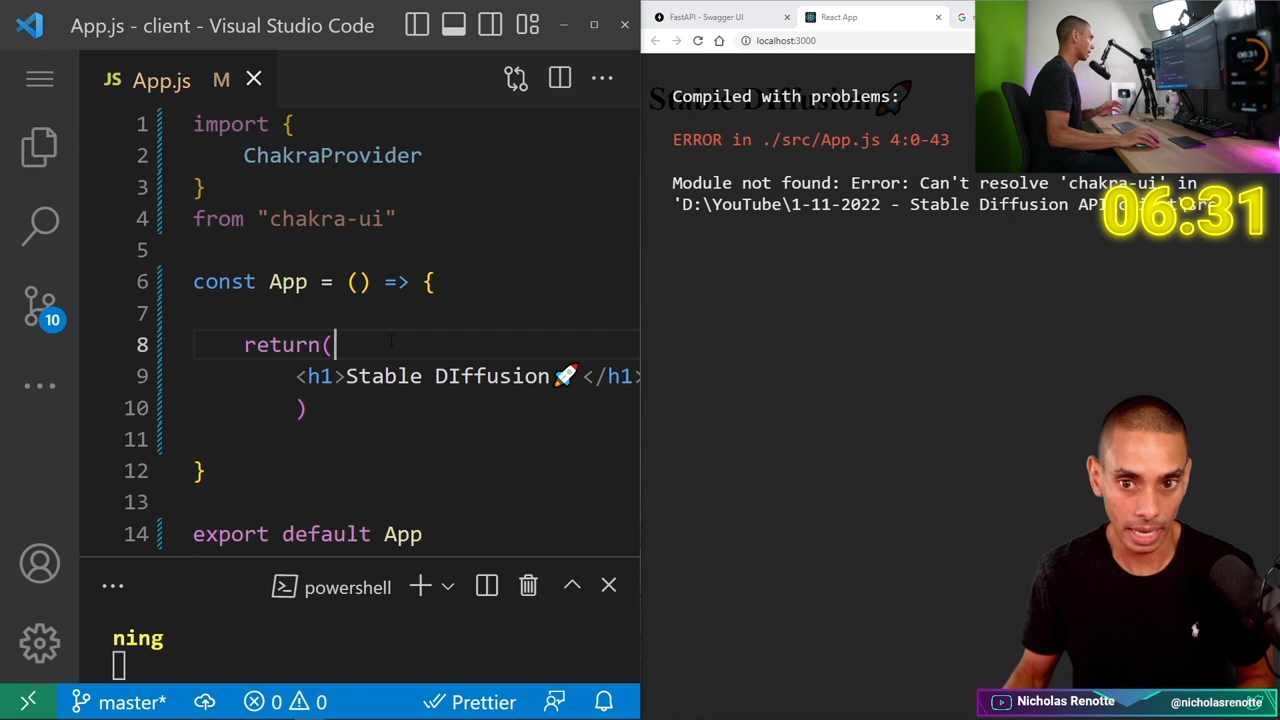 App.js - client - Visual Studio Code
JS App.js M
1 import {
2 ChakraProvider
3 }
4 from "chakra-ui"
5
6 const App = () => {
7
8 return(
9 <h1>Stable DIffusion🚀</h1>
10 )
11
12 }
13
14 export default App
10
powershell
ning
master* 0 0 Prettier
FastAPI - Swagger UI
React App
localhost:3000
Stable Diffusion🚀
Compiled with problems:
ERROR in ./src/App.js 4:0-43
Module not found: Error: Can't resolve 'chakra-ui' in
'D:\YouTube\1-11-2022 - Stable Diffusion API\client\src'
06:31
Nicholas Renotte
@nicholasrenotte